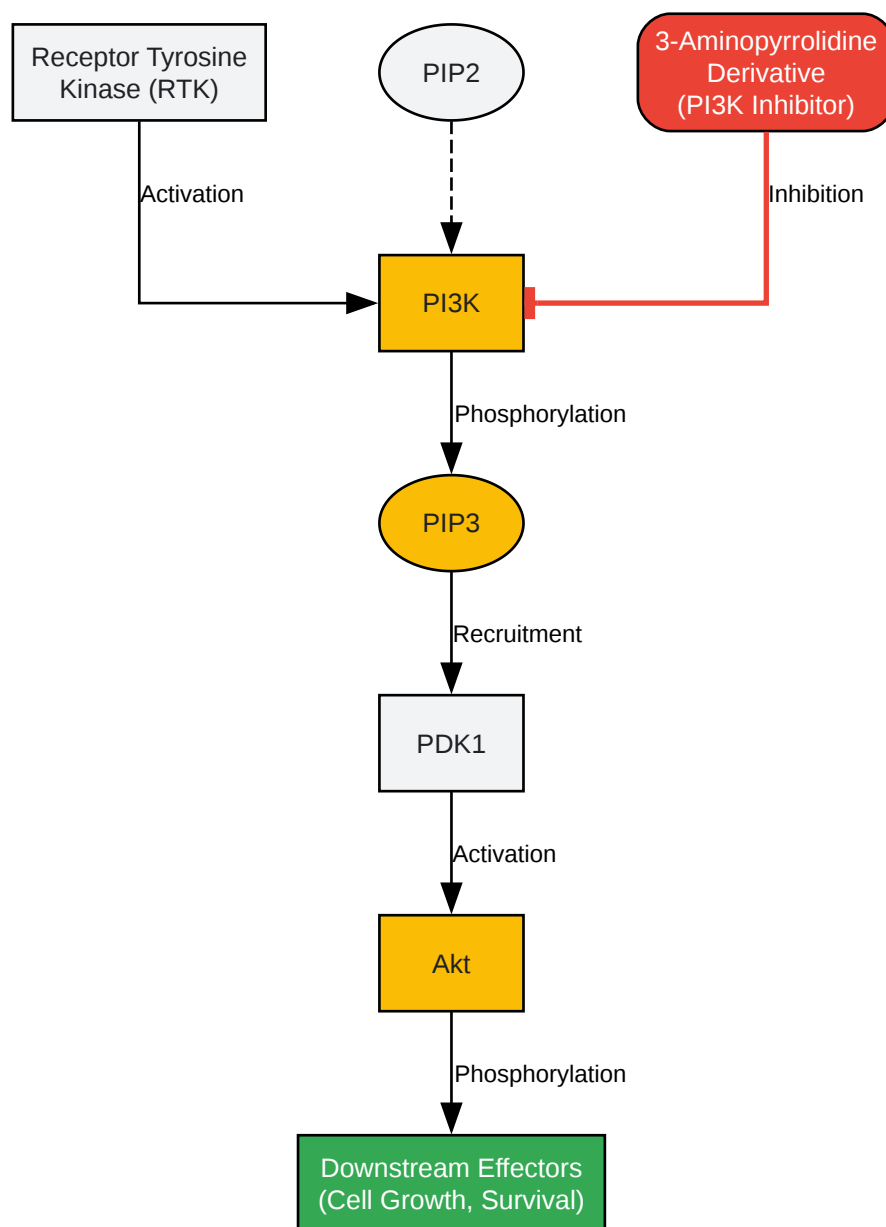 Receptor Tyrosine
Kinase (RTK)
PIP2
3-Aminopyrrolidine
Derivative
(PI3K Inhibitor)
Activation
Inhibition
PI3K
Phosphorylation
PIP3
Recruitment
PDK1
Activation
Akt
Phosphorylation
Downstream Effectors
(Cell Growth, Survival)